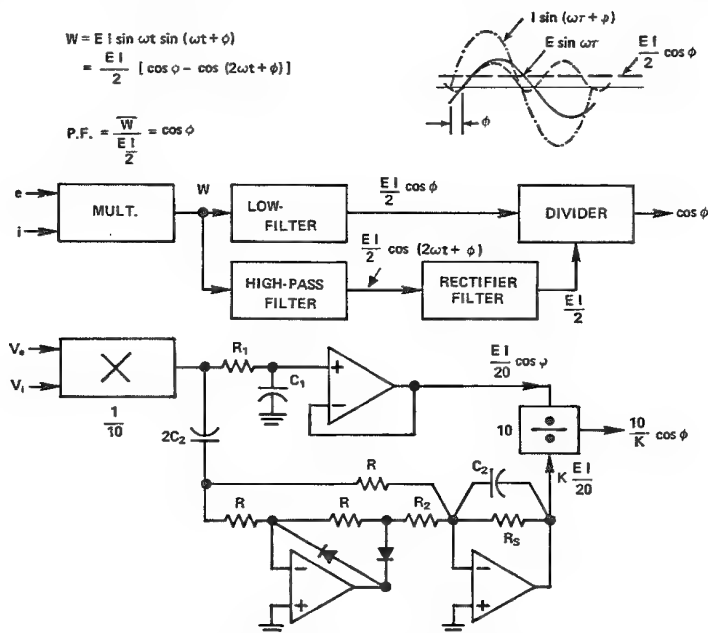 W = E I sin ωt sin (ωt + φ)
= E I / 2 [ cos φ – cos (2ωt + φ) ]
P.F. = W̅ / (E I / 2) = cos φ
I sin (ωτ + φ)
E sin ωτ
E I / 2 cos φ
φ
e
i
MULT.
W
LOW-
FILTER
E I / 2 cos φ
DIVIDER
cos φ
E I / 2 cos (2ωt + φ)
HIGH-PASS
FILTER
RECTIFIER
FILTER
E I / 2
Ve
Vi
1 / 10
R1
C1
+
–
E I / 20 cos φ
10
÷
10 / K cos φ
K E I / 20
2C2
R
C2
R
R
R2
RS
–
+
–
+